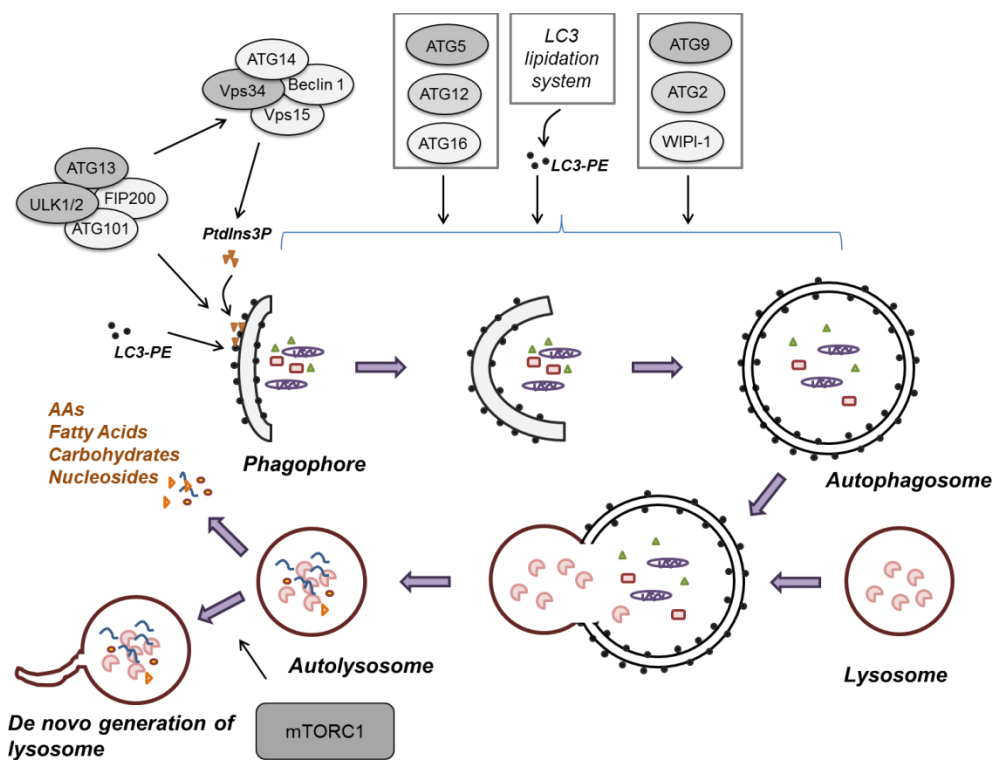 ATG14
Vps34
Beclin 1
Vps15
ATG13
ULK1/2
FIP200
ATG101
ATG5
ATG12
ATG16
LC3
lipidation
system
LC3-PE
ATG9
ATG2
WIPI-1
PtdIns3P
LC3-PE
Phagophore
Autophagosome
AAs
Fatty Acids
Carbohydrates
Nucleosides
Autolysosome
Lysosome
De novo generation of
lysosome
mTORC1